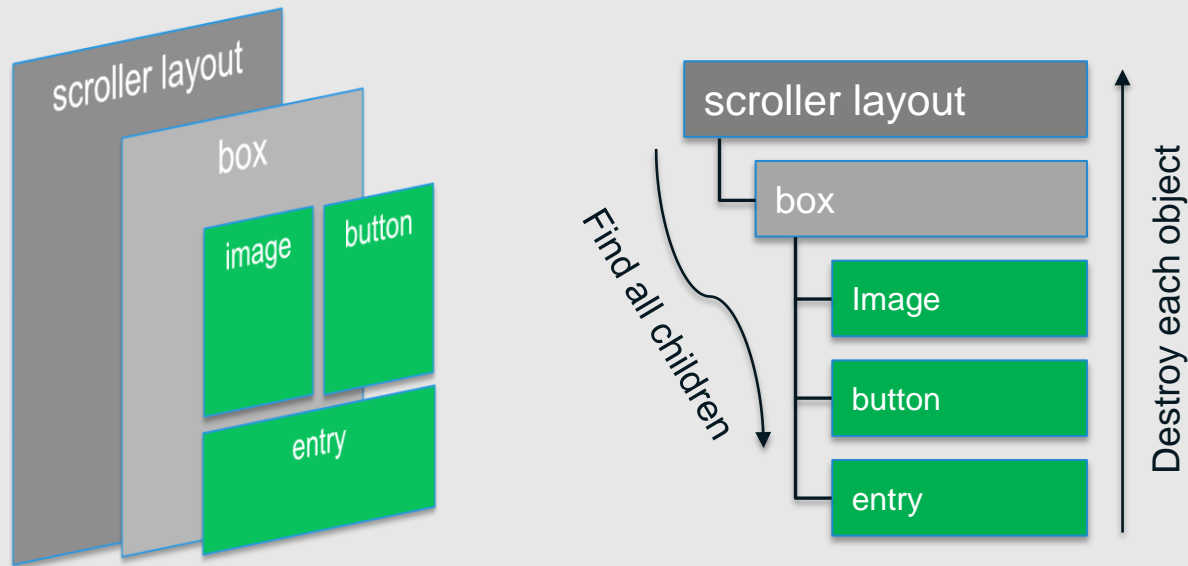 scroller layout
box
image
button
entry
scroller layout
box
Image
button
entry
Find all children
Destroy each object